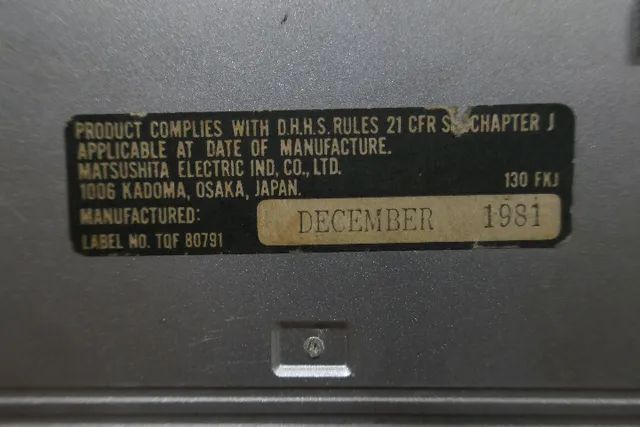 PRODUCT COMPLIES WITH D.H.H.S. RULES 21 CFR CHAPTER J
APPLICABLE AT DATE OF MANUFACTURE.
MATSUSHITA ELECTRIC IND, CO., LTD.
1006 KADOMA, OSAKA, JAPAN. 130 FKJ
MANUFACTURED: DECEMBER 1981
LABEL NO. TQF 80791